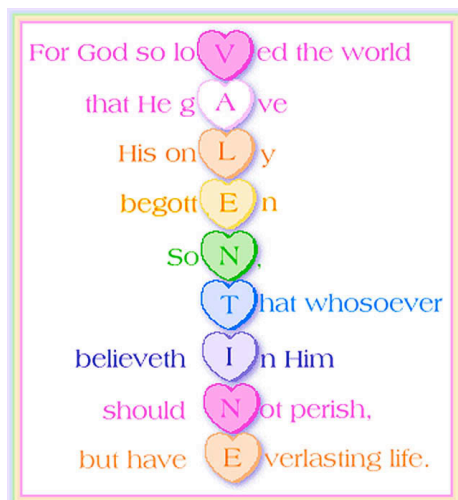 For God so loVed the world
that He gAve
His onLy
begottEn
SoN,
That whosoever
believeth In Him
should Not perish,
but have Everlasting life.